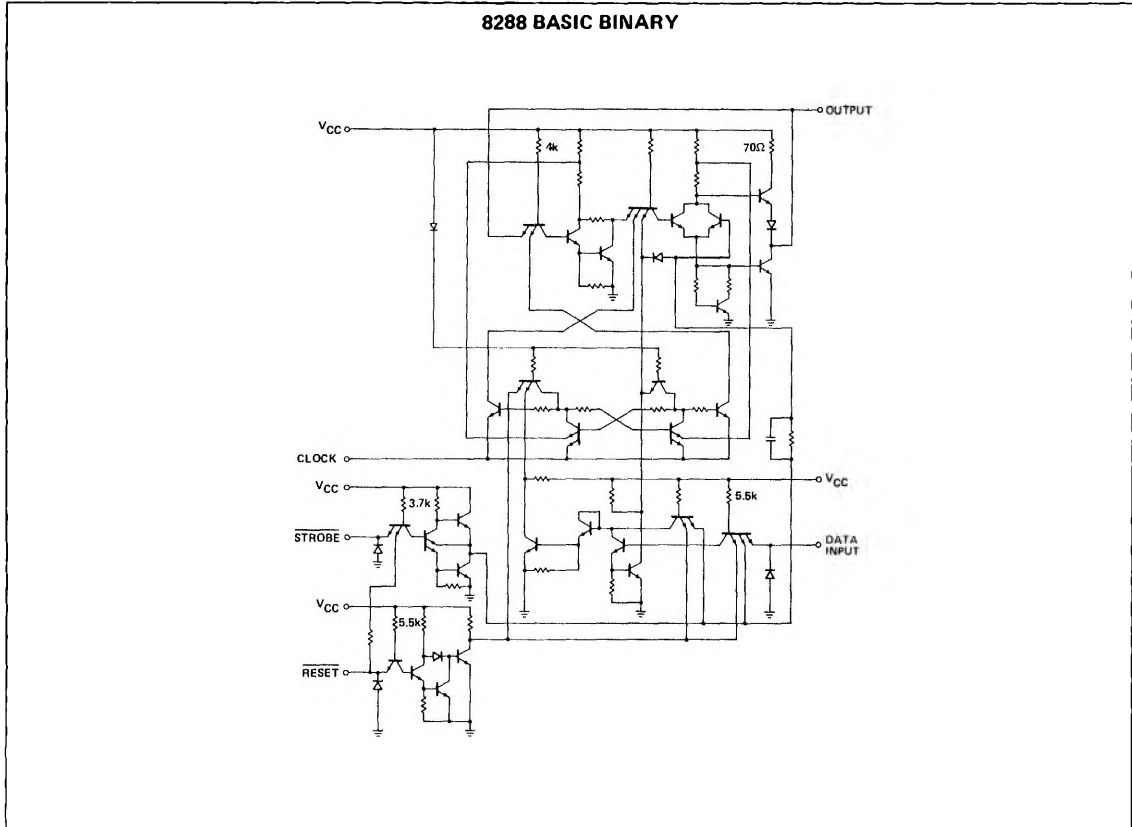 8288 BASIC BINARY
OUTPUT
VCC
4k
70Ω
CLOCK
VCC
VCC
3.7k
5.5k
STROBE
DATA
INPUT
VCC
5.5k
RESET